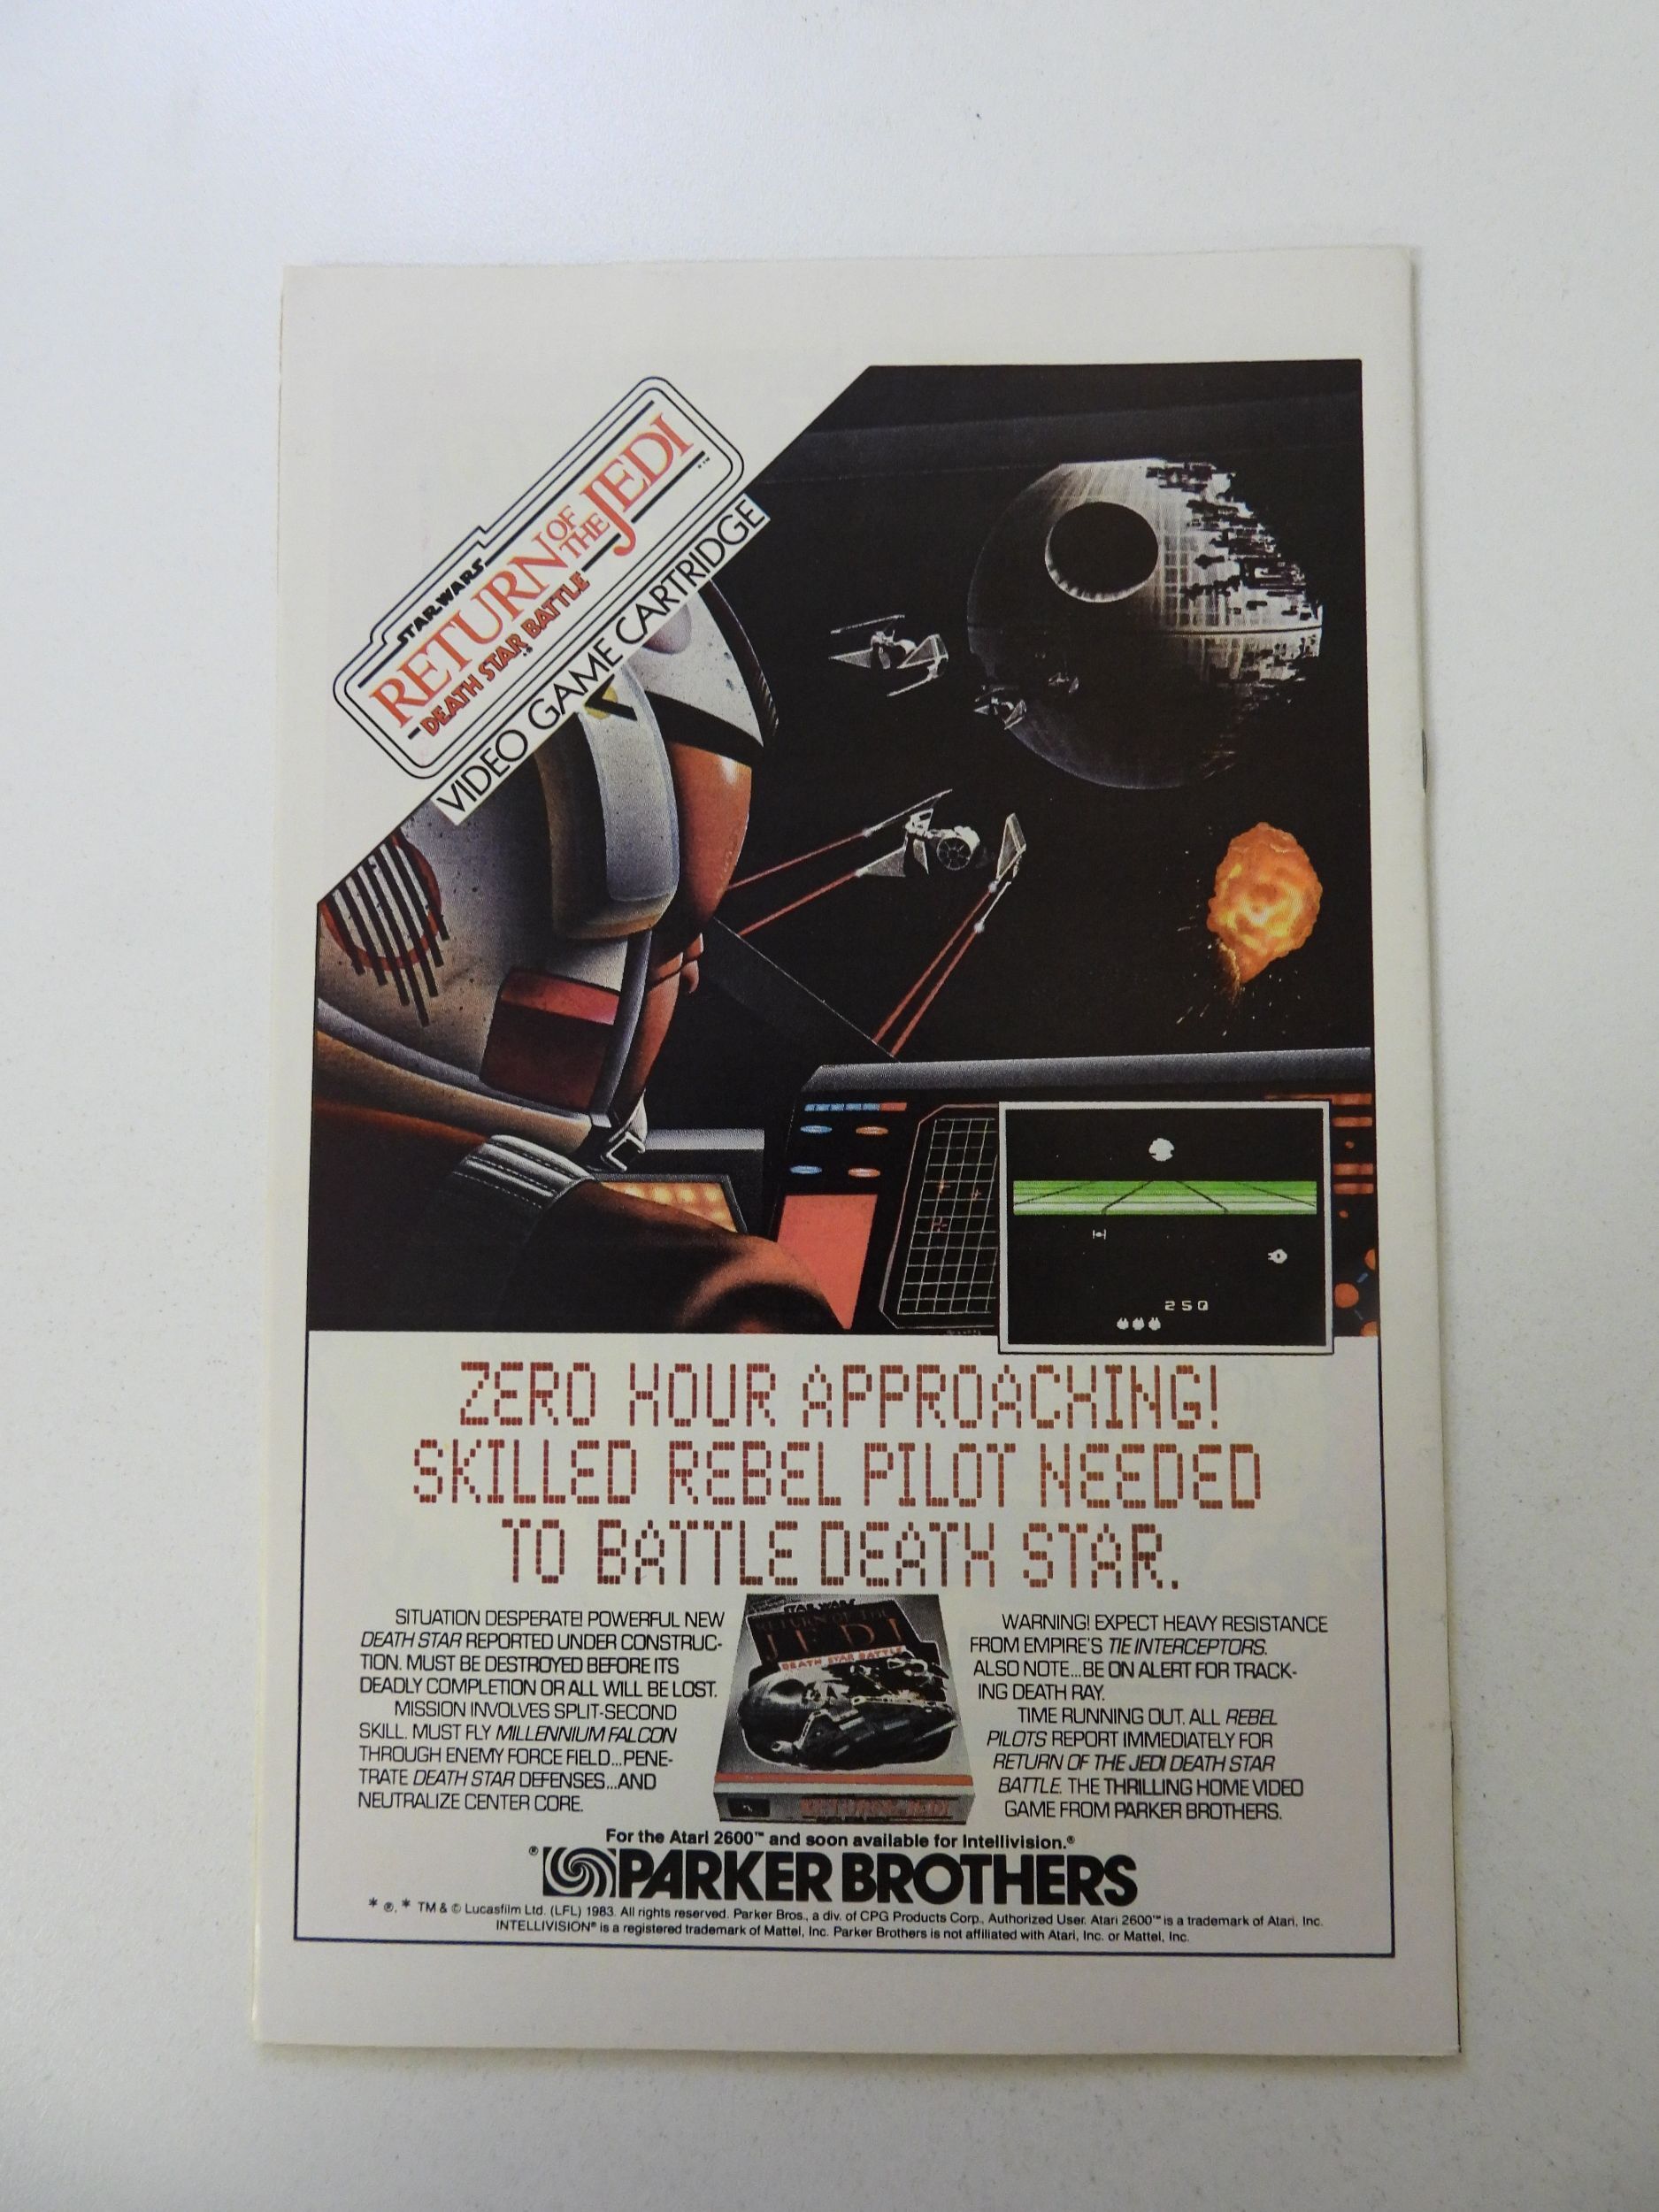 STAR WARS
RETURN OF THE JEDI
DEATH STAR BATTLE
VIDEO GAME CARTRIDGE
250
ZERO HOUR APPROACHING!
SKILLED REBEL PILOT NEEDED
TO BATTLE DEATH STAR.
SITUATION DESPERATE! POWERFUL NEW
DEATH STAR REPORTED UNDER CONSTRUC-
TION. MUST BE DESTROYED BEFORE ITS
DEADLY COMPLETION OR ALL WILL BE LOST.
MISSION INVOLVES SPLIT-SECOND
SKILL. MUST FLY MILLENNIUM FALCON
THROUGH ENEMY FORCE FIELD...PENE-
TRATE DEATH STAR DEFENSES...AND
NEUTRALIZE CENTER CORE.
STAR WARS
RETURN OF THE
JEDI
DEATH STAR BATTLE
RETURN OF THE JEDI
WARNING! EXPECT HEAVY RESISTANCE
FROM EMPIRE'S TIE INTERCEPTORS.
ALSO NOTE...BE ON ALERT FOR TRACK-
ING DEATH RAY.
TIME RUNNING OUT. ALL REBEL
PILOTS REPORT IMMEDIATELY FOR
RETURN OF THE JEDI DEATH STAR
BATTLE. THE THRILLING HOME VIDEO
GAME FROM PARKER BROTHERS.
For the Atari 2600™ and soon available for Intellivision.®
® PARKER BROTHERS
* ®, * TM & © Lucasfilm Ltd. (LFL) 1983. All rights reserved. Parker Bros., a div. of CPG Products Corp., Authorized User. Atari 2600™ is a trademark of Atari, Inc.
INTELLIVISION® is a registered trademark of Mattel, Inc. Parker Brothers is not affiliated with Atari, Inc. or Mattel, Inc.